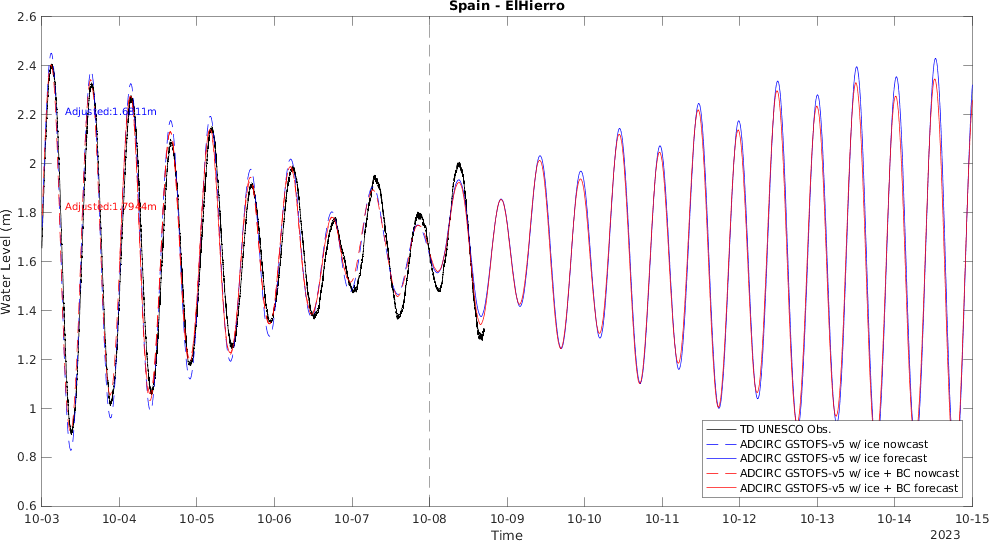 Spain - ElHierro
2.6
2.4
2.2
2
1.8
1.6
1.4
1.2
1
0.8
0.6
Water Level (m)
Adjusted:1.6811m
Adjusted:1.7944m
TD UNESCO Obs.
ADCIRC GSTOFS-v5 w/ ice nowcast
ADCIRC GSTOFS-v5 w/ ice forecast
ADCIRC GSTOFS-v5 w/ ice + BC nowcast
ADCIRC GSTOFS-v5 w/ ice + BC forecast
10-03 10-04 10-05 10-06 10-07 10-08 10-09 10-10 10-11 10-12 10-13 10-14 10-15
Time
2023